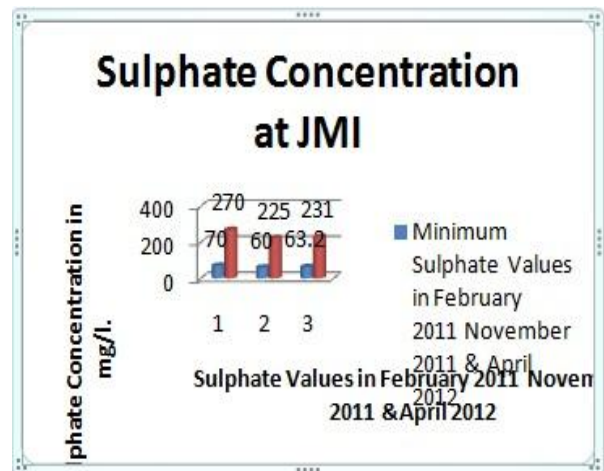 Sulphate Concentration
at JMI
phate Concentration in
mg/l.
400
200
0
270
225
231
70
60
63.2
1
2
3
Minimum
Sulphate Values
in February
2011 November
2011 & April
2012
Sulphate Values in February 2011 Novem
2011 &April 2012